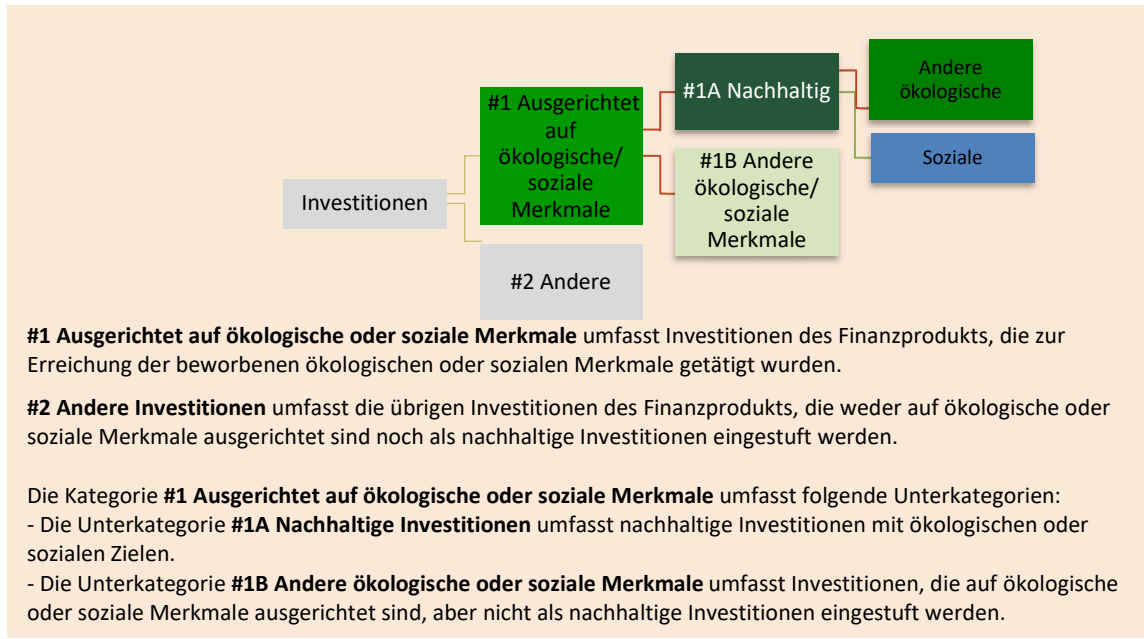 Investitionen
#1 Ausgerichtet
auf
ökologische/
soziale
Merkmale
#2 Andere
#1A Nachhaltig
#1B Andere
ökologische/
soziale
Merkmale
Andere
ökologische
Soziale
#1 Ausgerichtet auf ökologische oder soziale Merkmale umfasst Investitionen des Finanzprodukts, die zur
Erreichung der beworbenen ökologischen oder sozialen Merkmale getätigt wurden.
#2 Andere Investitionen umfasst die übrigen Investitionen des Finanzprodukts, die weder auf ökologische oder
soziale Merkmale ausgerichtet sind noch als nachhaltige Investitionen eingestuft werden.
Die Kategorie #1 Ausgerichtet auf ökologische oder soziale Merkmale umfasst folgende Unterkategorien:
- Die Unterkategorie #1A Nachhaltige Investitionen umfasst nachhaltige Investitionen mit ökologischen oder
sozialen Zielen.
- Die Unterkategorie #1B Andere ökologische oder soziale Merkmale umfasst Investitionen, die auf ökologische
oder soziale Merkmale ausgerichtet sind, aber nicht als nachhaltige Investitionen eingestuft werden.